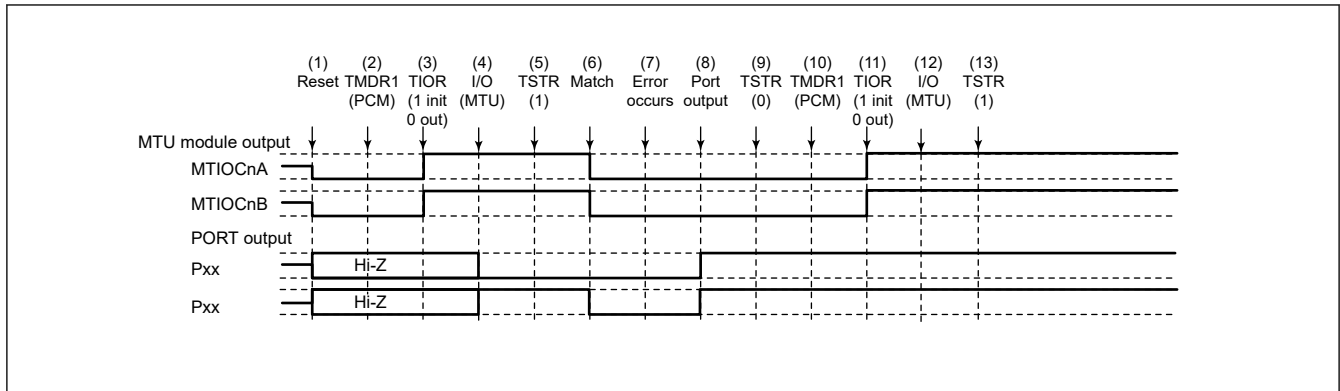 (1) (2) (3) (4) (5) (6) (7) (8) (9) (10) (11) (12) (13)
Reset TMDR1 TIOR I/O TSTR Match Error Port TSTR TMDR1 TIOR I/O TSTR
(PCM) (1 init (MTU) (1) occurs output (0) (PCM) (1 init (MTU) (1)
0 out) 0 out)
MTU module output
MTIOCnA
MTIOCnB
PORT output
Pxx Hi-Z
Pxx Hi-Z